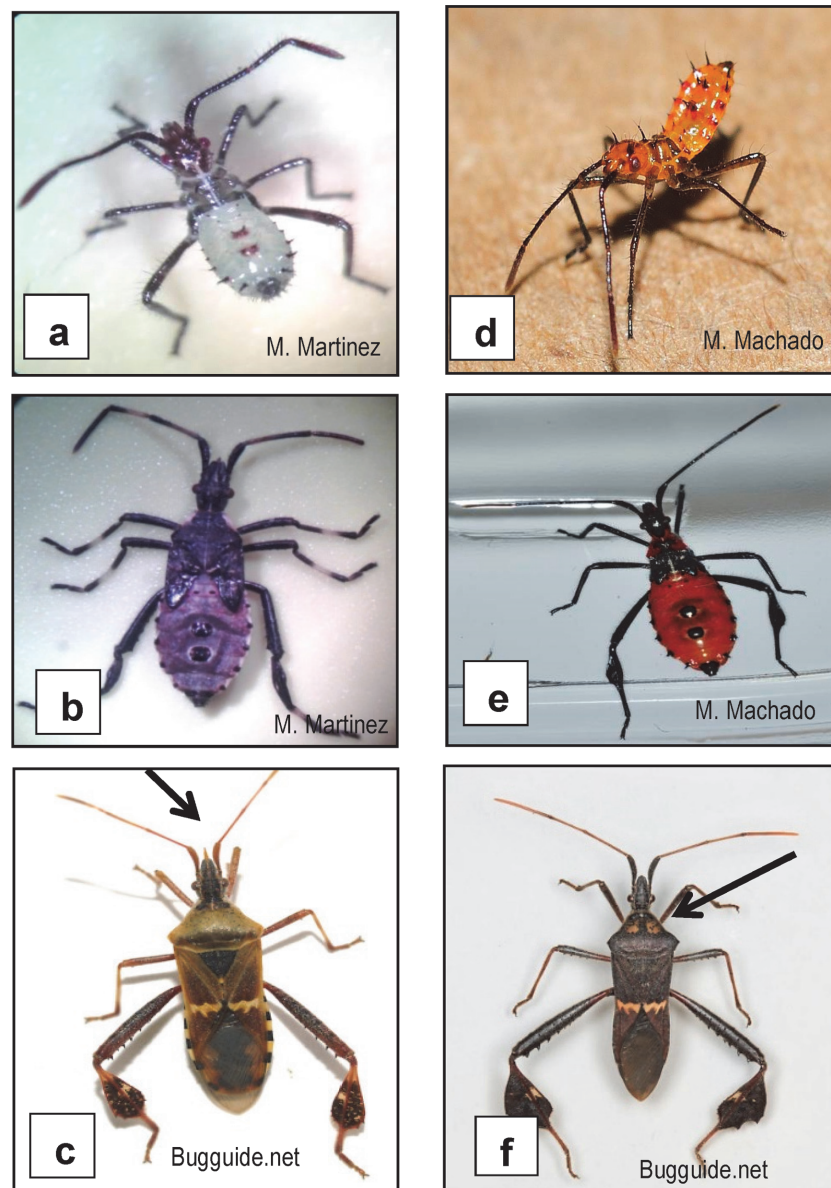 a
M. Martinez
d
M. Machado
b
M. Martinez
e
M. Machado
c
Bugguide.net
f
Bugguide.net